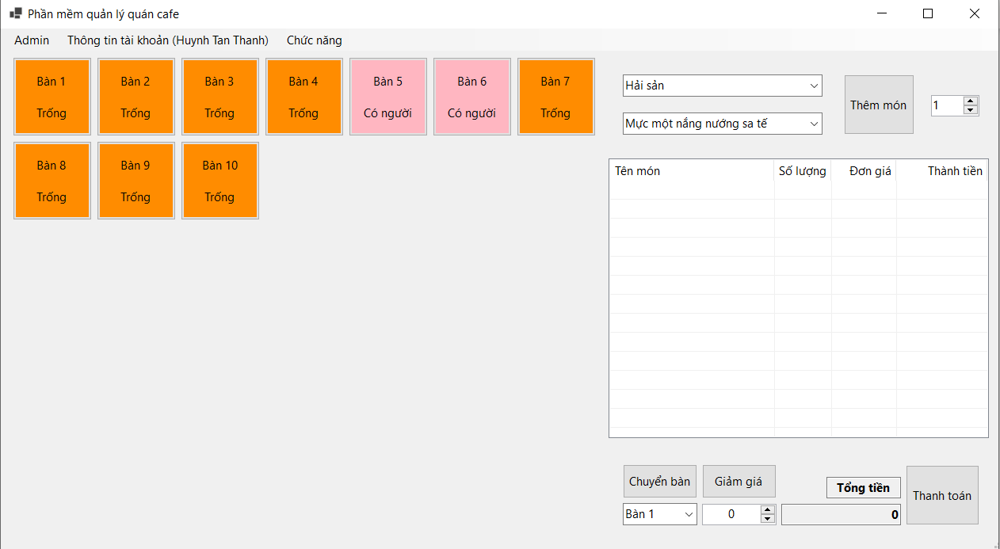 Phần mềm quản lý quán cafe
Admin Thông tin tài khoản (Huynh Tan Thanh) Chức năng
Bàn 1 Bàn 2 Bàn 3 Bàn 4 Bàn 5 Bàn 6 Bàn 7
Trống Trống Trống Trống Có người Có người Trống
Bàn 8 Bàn 9 Bàn 10
Trống Trống Trống
Hải sản
Mực một nắng nướng sa tế
Thêm món 1
Tên món Số lượng Đơn giá Thành tiền
Chuyển bàn Giảm giá
Bàn 1 0
Tổng tiền
0
Thanh toán